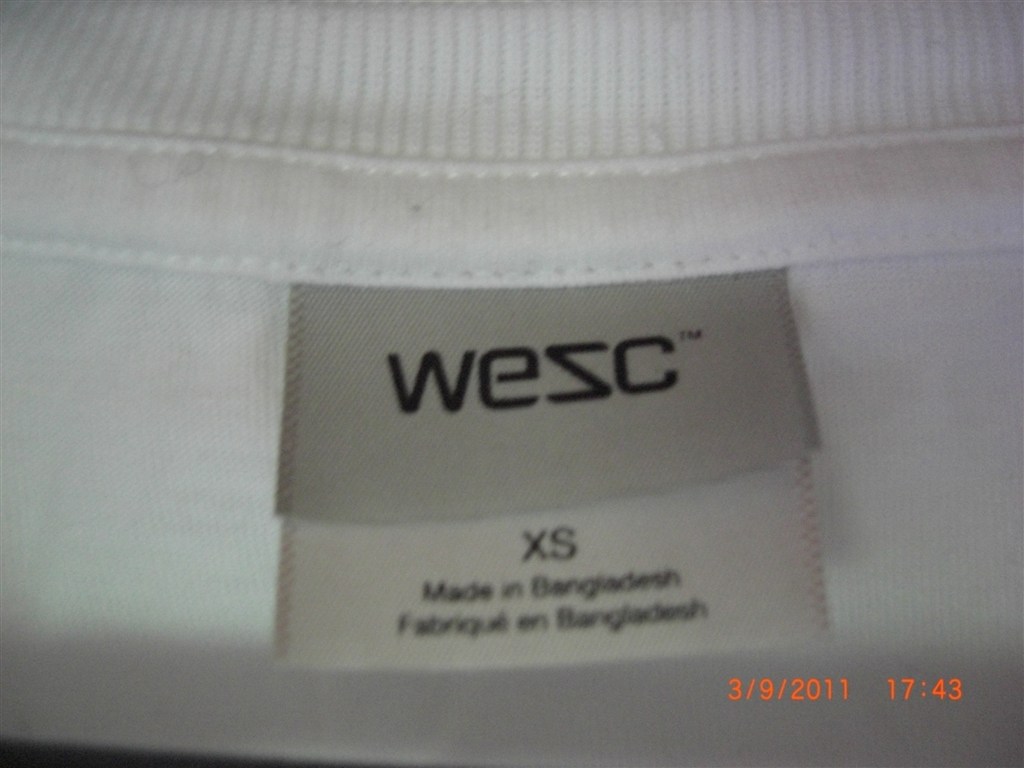 wesc™
XS
Made in Bangladesh
Fabriqué en Bangladesh
3/9/2011 17:43